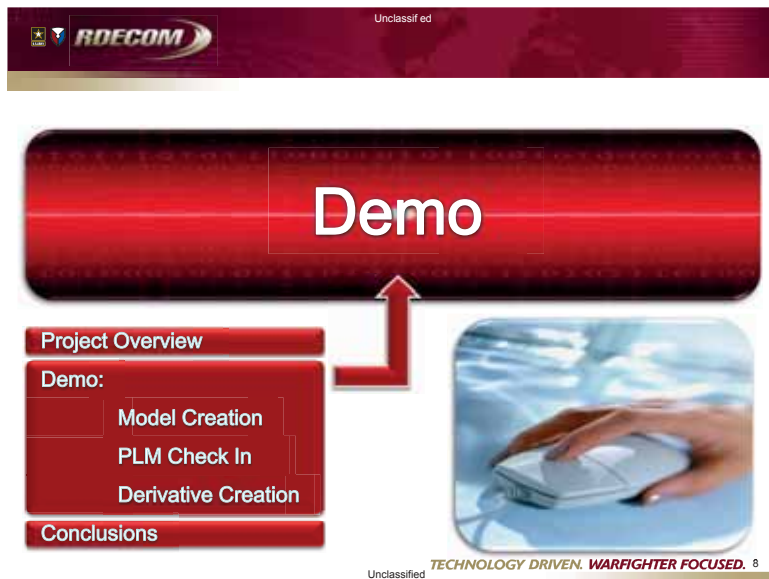 Unclassif ed
RDECOM
Demo
Project Overview
Demo:
Model Creation
PLM Check In
Derivative Creation
Conclusions
TECHNOLOGY DRIVEN. WARFIGHTER FOCUSED. 8
Unclassified